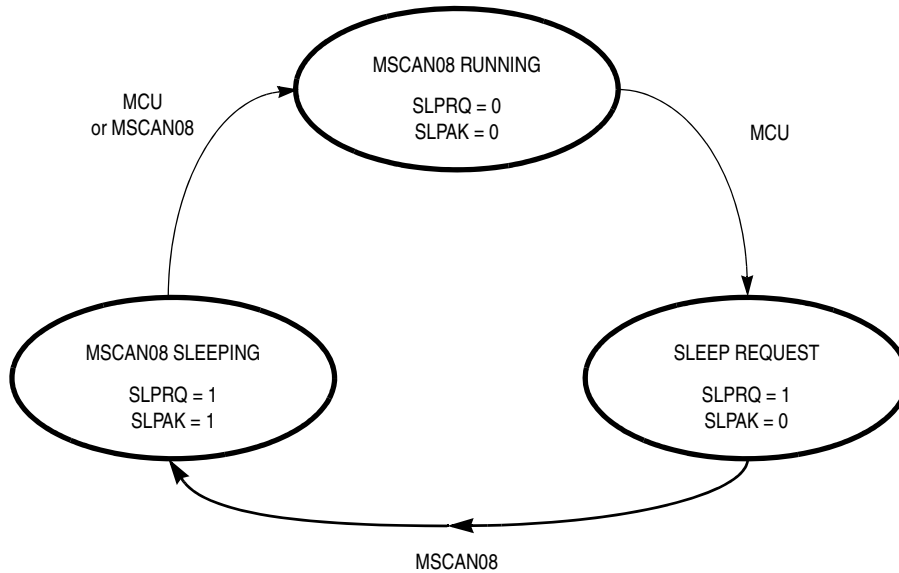 MSCAN08 RUNNING
SLPRQ = 0
SLPAK = 0
MCU
or MSCAN08
MCU
MSCAN08 SLEEPING
SLPRQ = 1
SLPAK = 1
SLEEP REQUEST
SLPRQ = 1
SLPAK = 0
MSCAN08